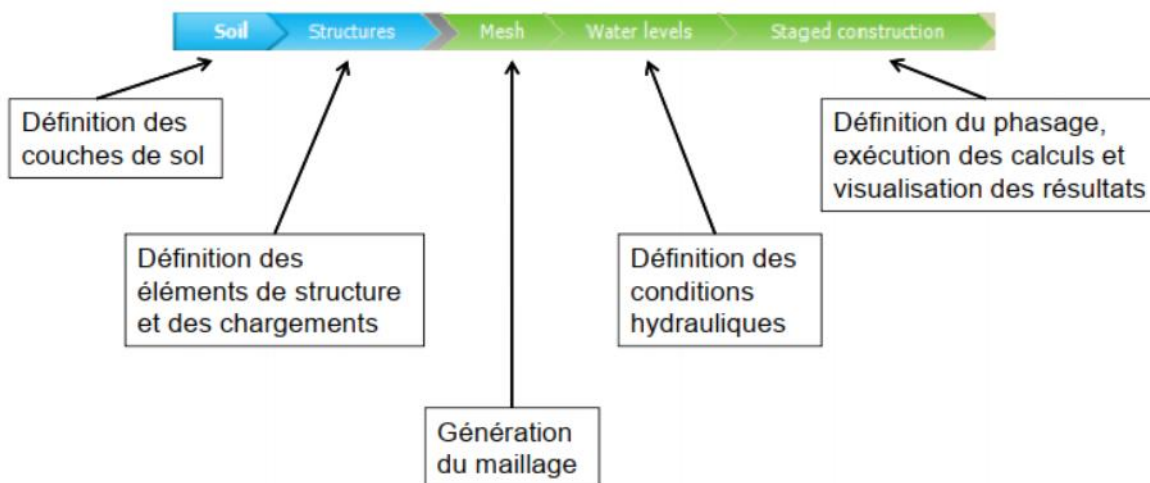 Soil Structures Mesh Water levels Staged construction
Définition des
couches de sol
Définition du phasage,
exécution des calculs et
visualisation des résultats
Définition des
éléments de structure
et des chargements
Définition des
conditions
hydrauliques
Génération
du maillage